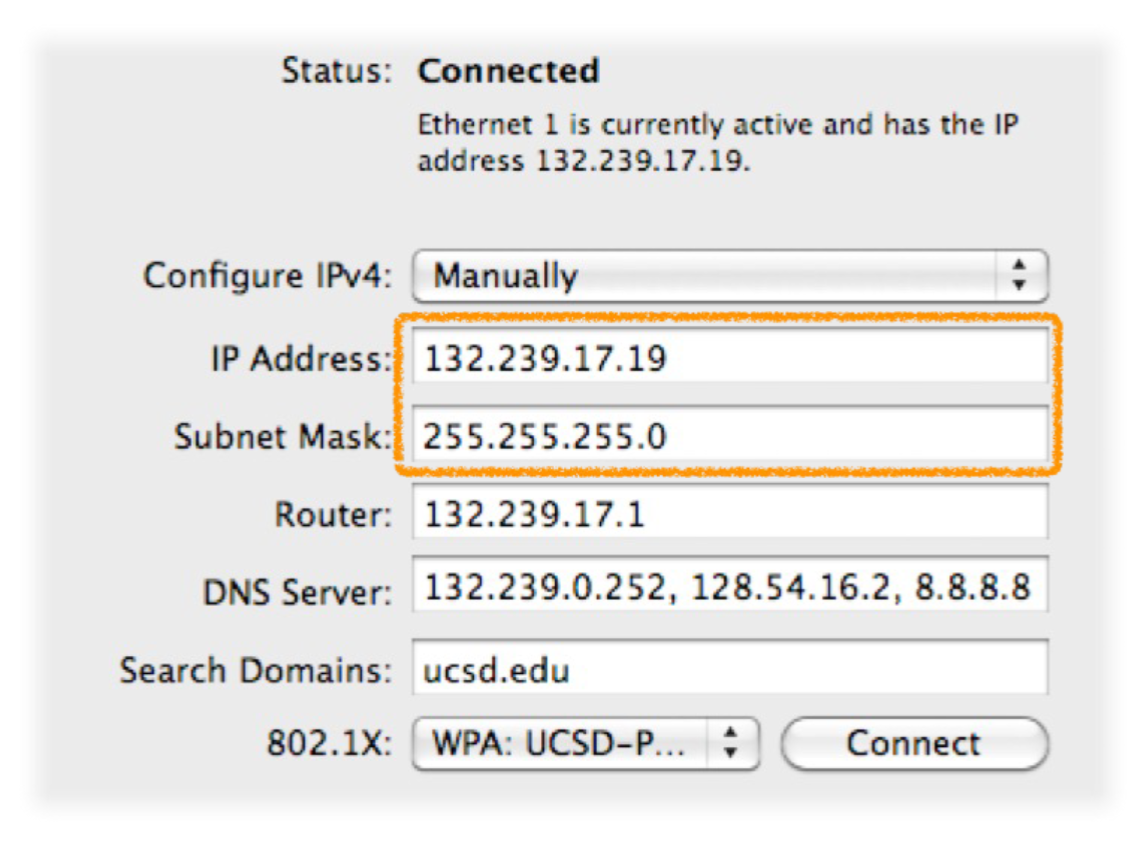 Status: Connected
Ethernet 1 is currently active and has the IP
address 132.239.17.19.
Configure IPv4: Manually
IP Address: 132.239.17.19
Subnet Mask: 255.255.255.0
Router: 132.239.17.1
DNS Server: 132.239.0.252, 128.54.16.2, 8.8.8.8
Search Domains: ucsd.edu
802.1X: WPA: UCSD-P... Connect